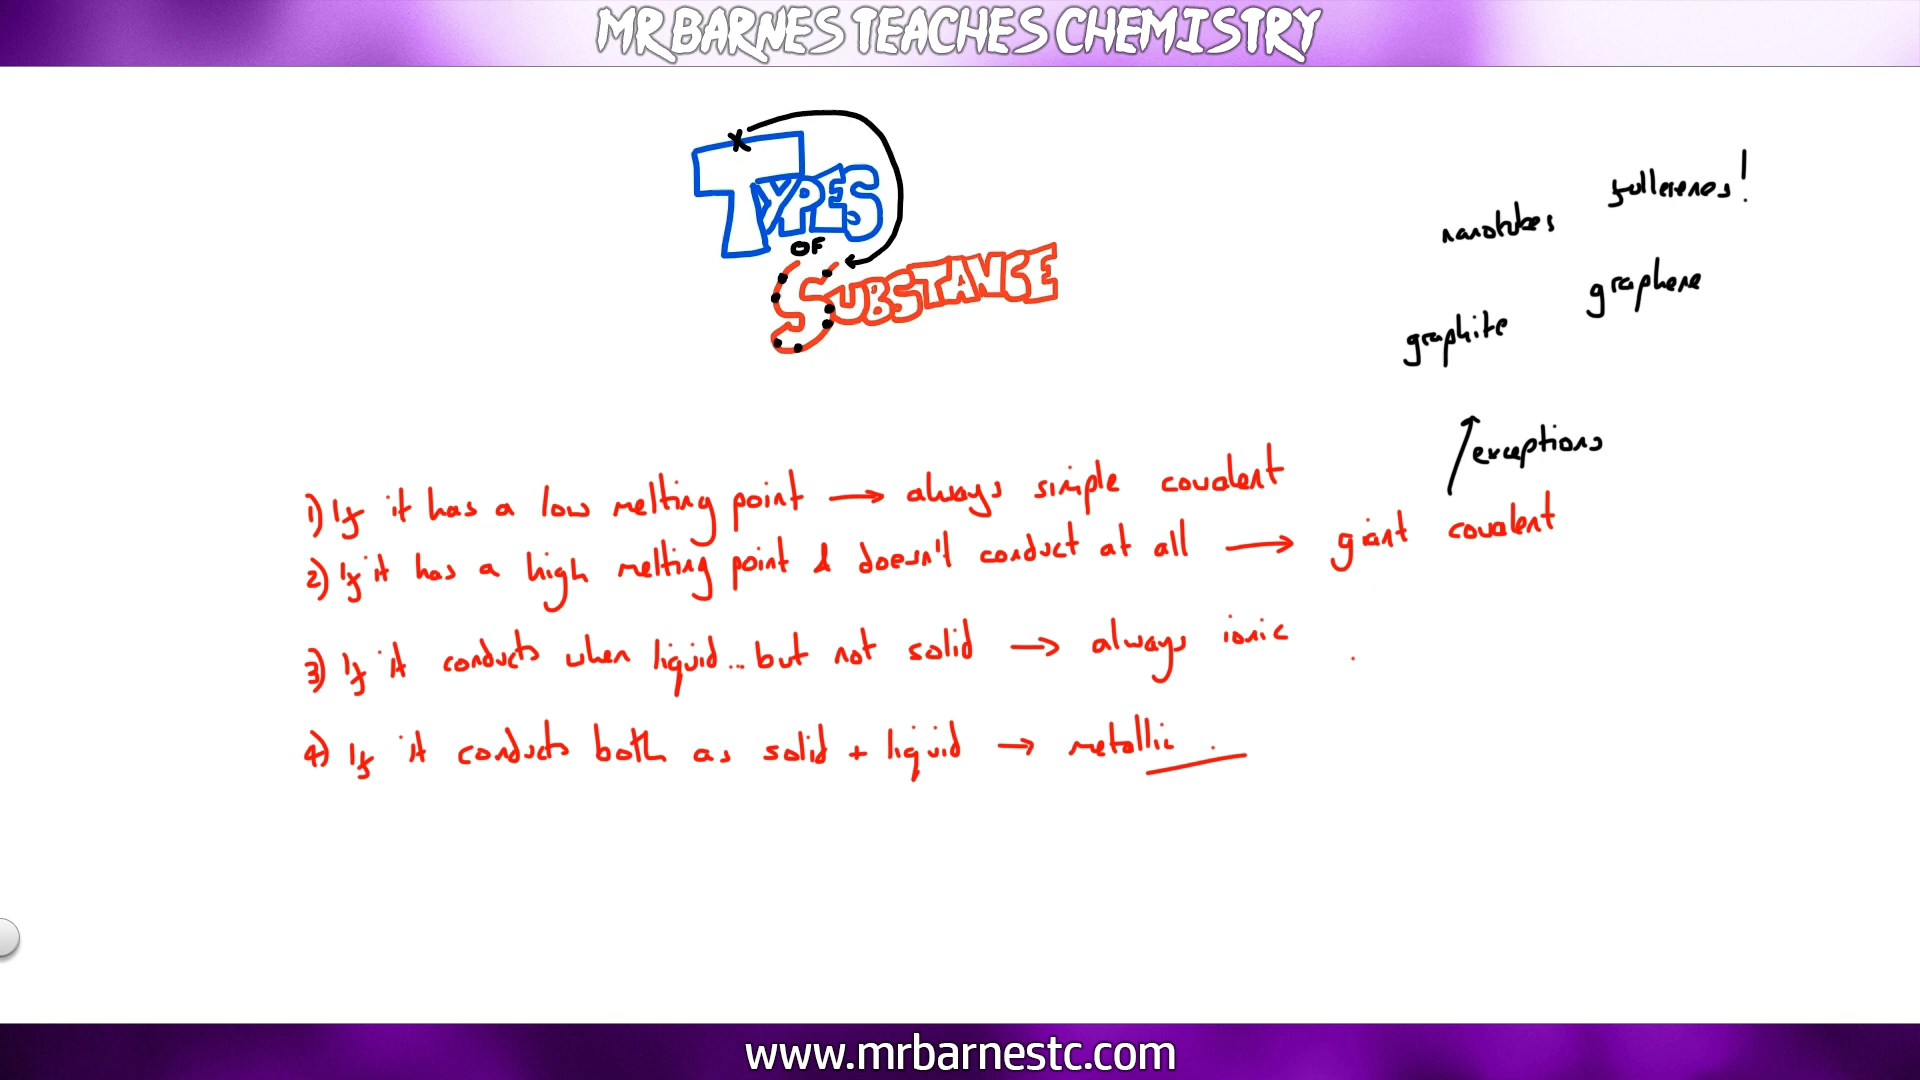 MR BARNES TEACHES CHEMISTRY
TYPES
OF
SUBSTANCE
fullerenes!
nanotubes
graphene
graphite
exceptions
1) If it has a low melting point → always simple covalent
2) If it has a high melting point & doesn't conduct at all → giant covalent
3) If it conducts when liquid... but not solid → always ionic
4) If it conducts both as solid + liquid → metallic
www.mrbarnestc.com